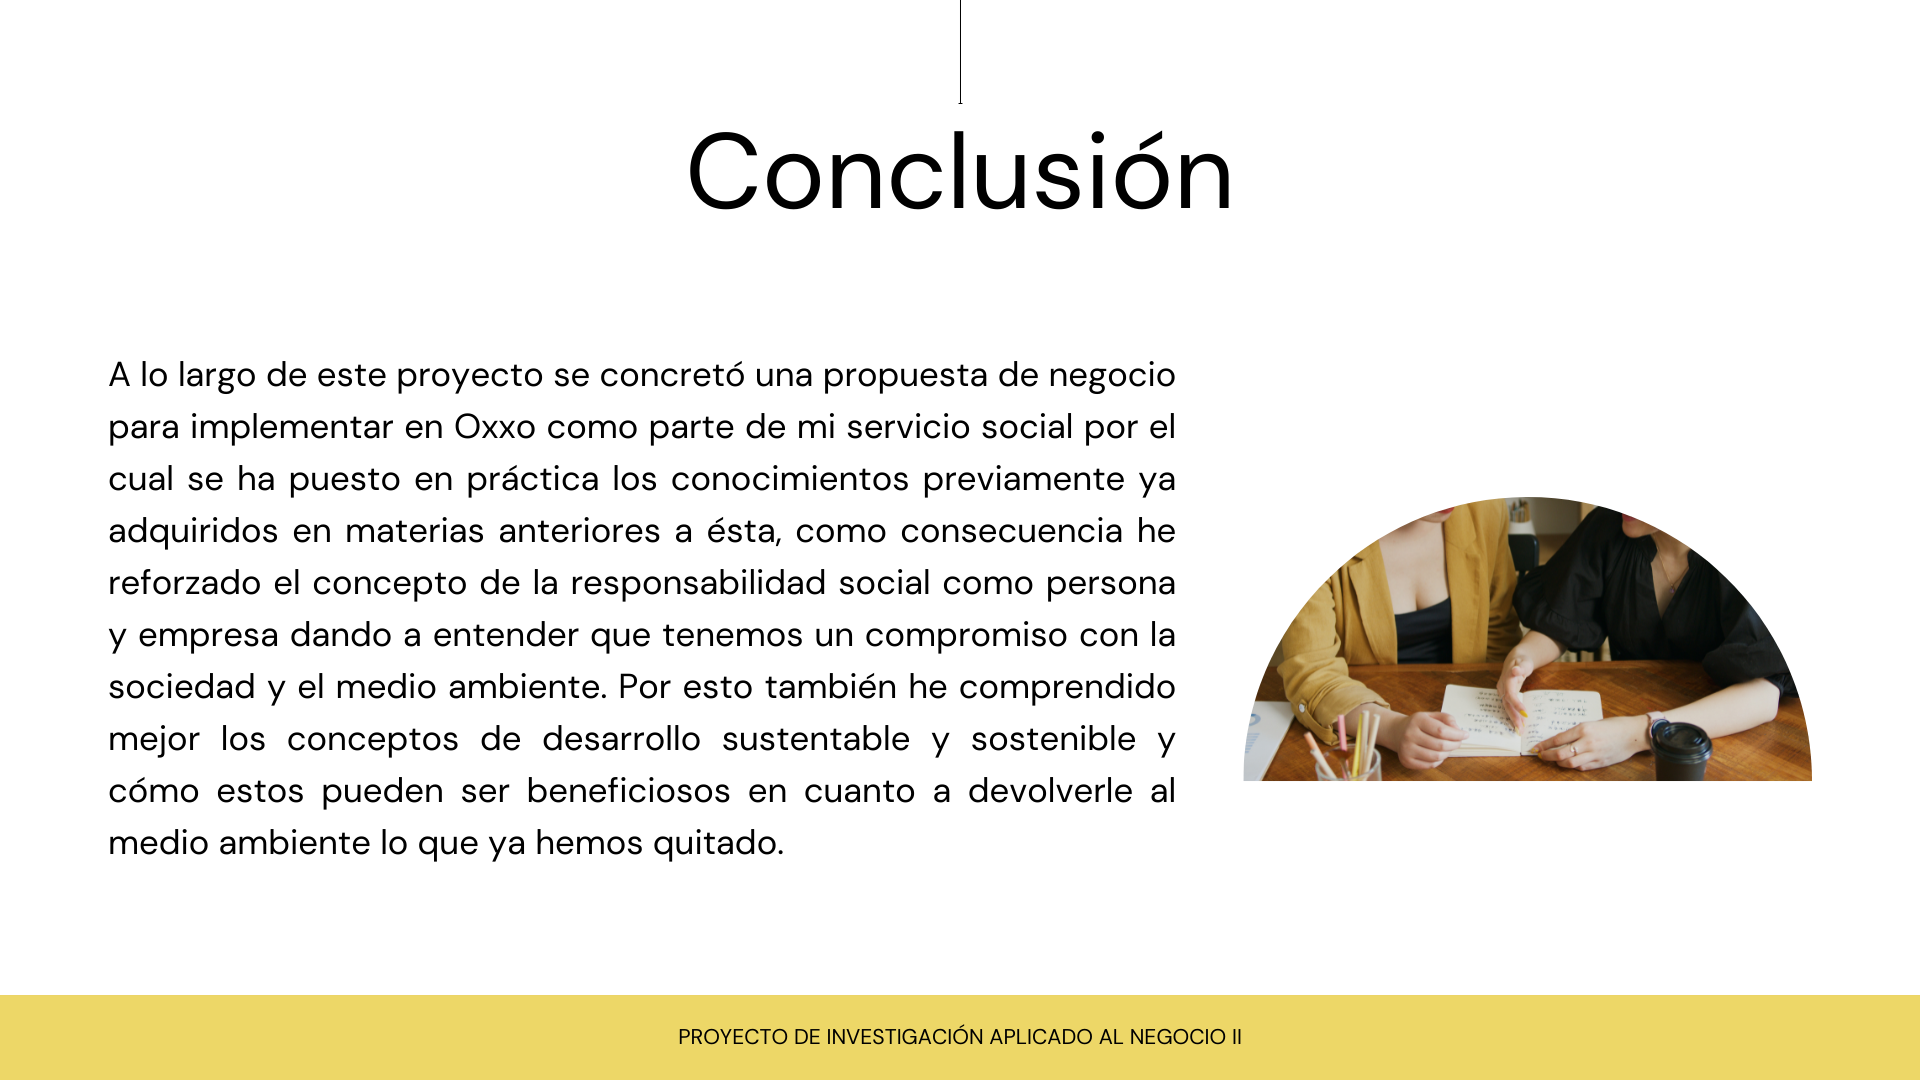 Conclusión
A lo largo de este proyecto se concretó una propuesta de negocio
para implementar en Oxxo como parte de mi servicio social por el
cual se ha puesto en práctica los conocimientos previamente ya
adquiridos en materias anteriores a ésta, como consecuencia he
reforzado el concepto de la responsabilidad social como persona
y empresa dando a entender que tenemos un compromiso con la
sociedad y el medio ambiente. Por esto también he comprendido
mejor los conceptos de desarrollo sustentable y sostenible y
cómo estos pueden ser beneficiosos en cuanto a devolverle al
medio ambiente lo que ya hemos quitado.
PROYECTO DE INVESTIGACIÓN APLICADO AL NEGOCIO II